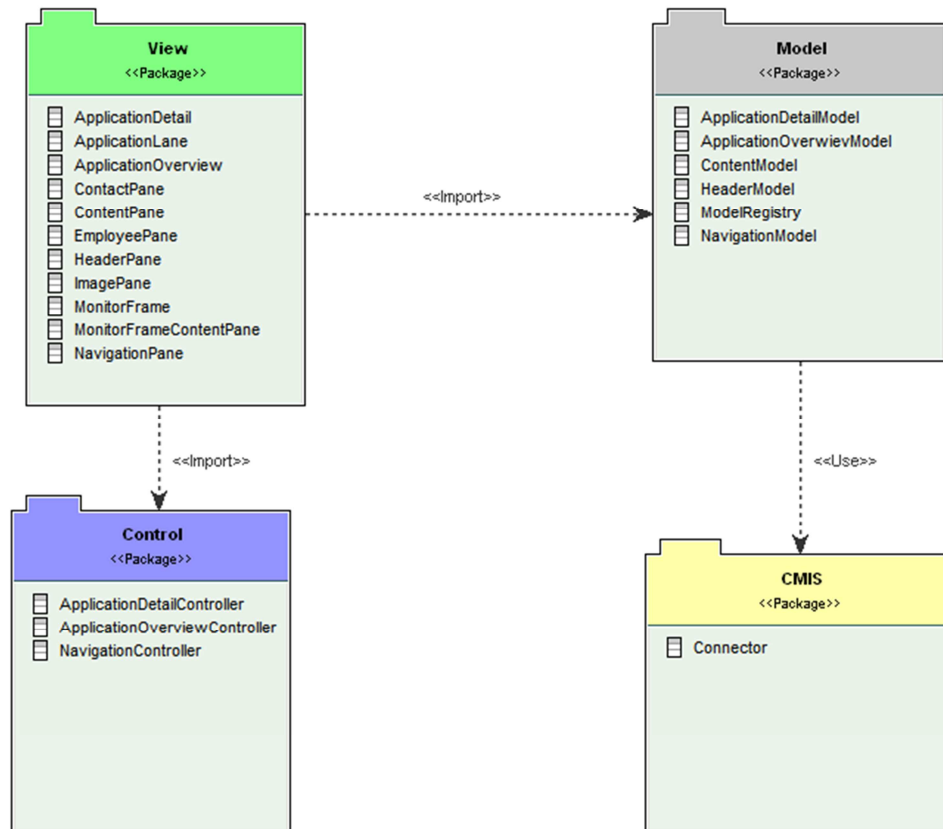 View
<<Package>>
ApplicationDetail
ApplicationLane
ApplicationOverview
ContactPane
ContentPane
EmployeePane
HeaderPane
ImagePane
MonitorFrame
MonitorFrameContentPane
NavigationPane
<<Import>>
Model
<<Package>>
ApplicationDetailModel
ApplicationOverwievModel
ContentModel
HeaderModel
ModelRegistry
NavigationModel
<<Import>>
<<Use>>
Control
<<Package>>
ApplicationDetailController
ApplicationOverviewController
NavigationController
CMIS
<<Package>>
Connector